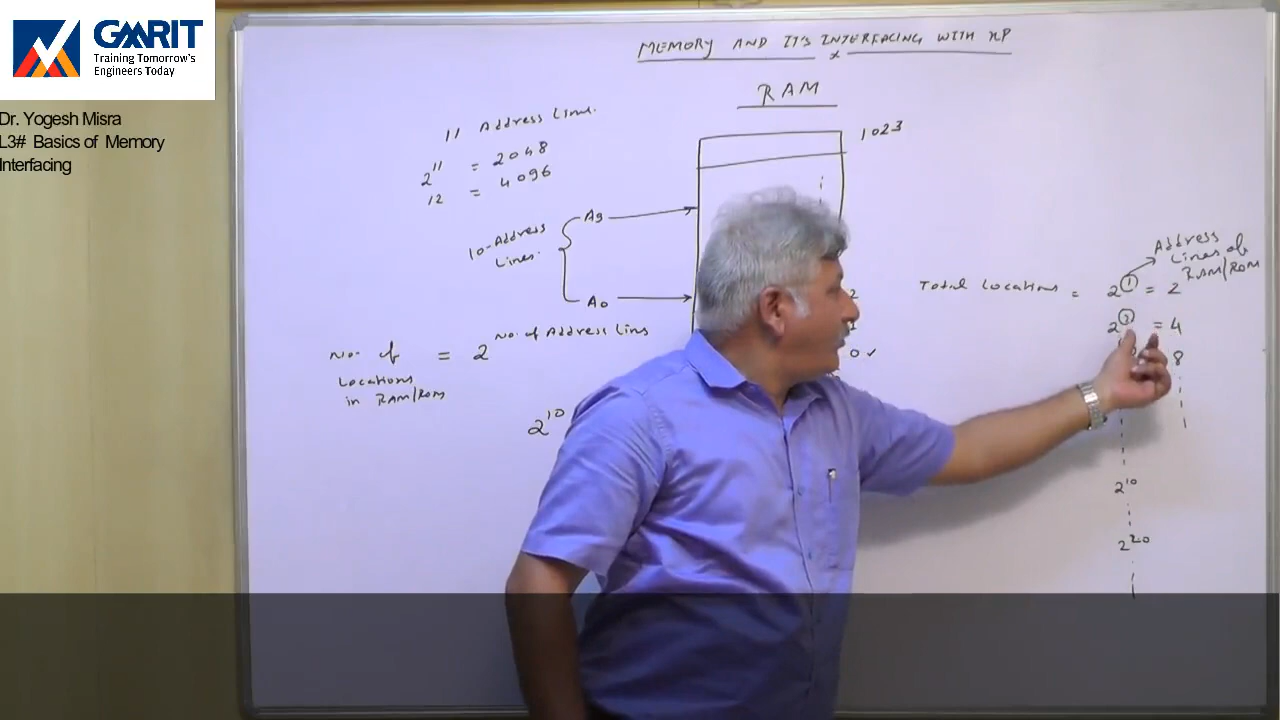 GMRIT
Training Tomorrow's
Engineers Today
Dr. Yogesh Misra
L3# Basics of Memory
Interfacing
MEMORY AND IT'S INTERFACING WITH μP
RAM
11 Address Lines.
2^11 = 2048
12 = 4096
1023
A9
10-Address
Lines.
A0
2
1
0 ✓
No. of Locations in RAM/ROM = 2^No. of Address Lins
2^10
Address
Lines of
RAM/ROM
Total Locations = 2^1 = 2
= 4
8
2^10
2^20